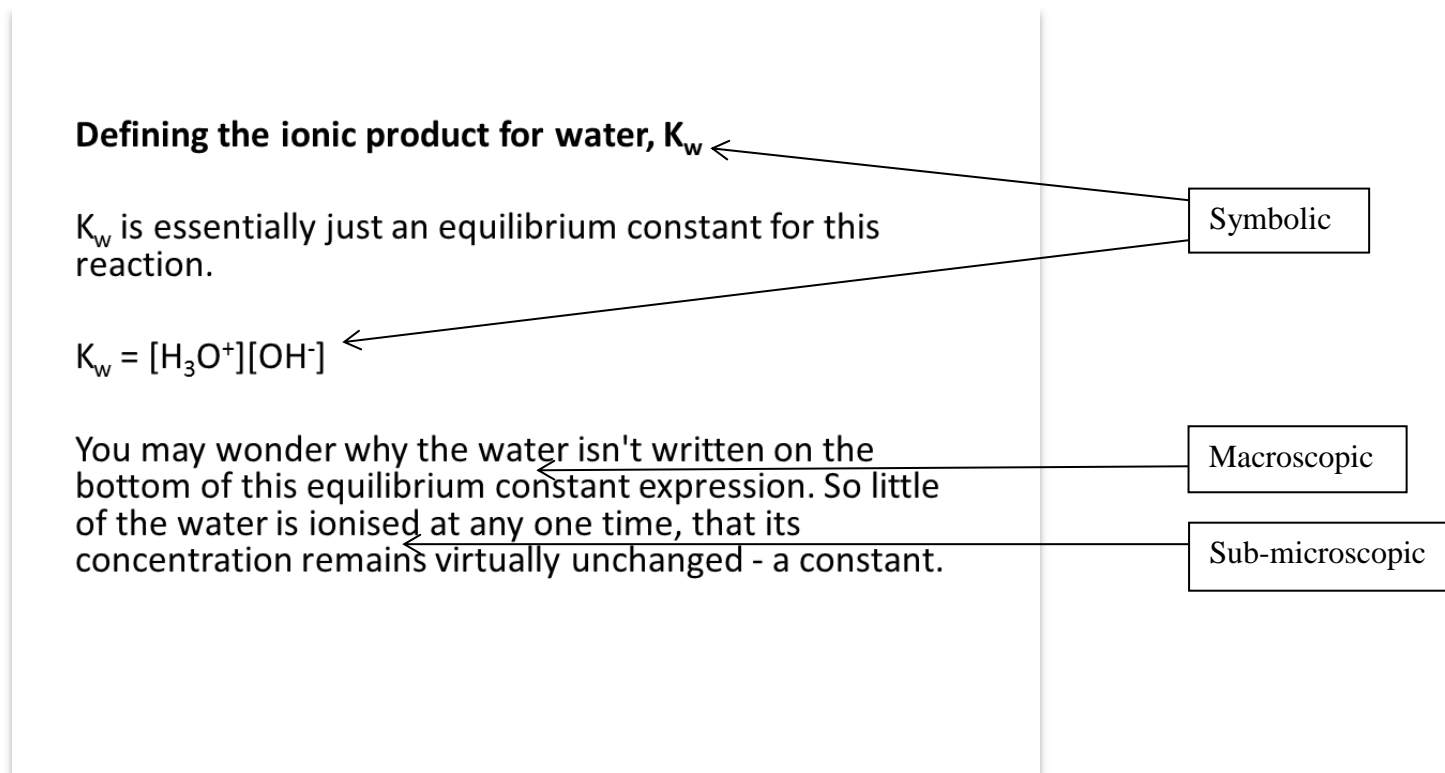 Defining the ionic product for water, Kw
Kw is essentially just an equilibrium constant for this
reaction.
Kw = [H3O+][OH-]
You may wonder why the water isn't written on the
bottom of this equilibrium constant expression. So little
of the water is ionised at any one time, that its
concentration remains virtually unchanged - a constant.
Symbolic
Macroscopic
Sub-microscopic